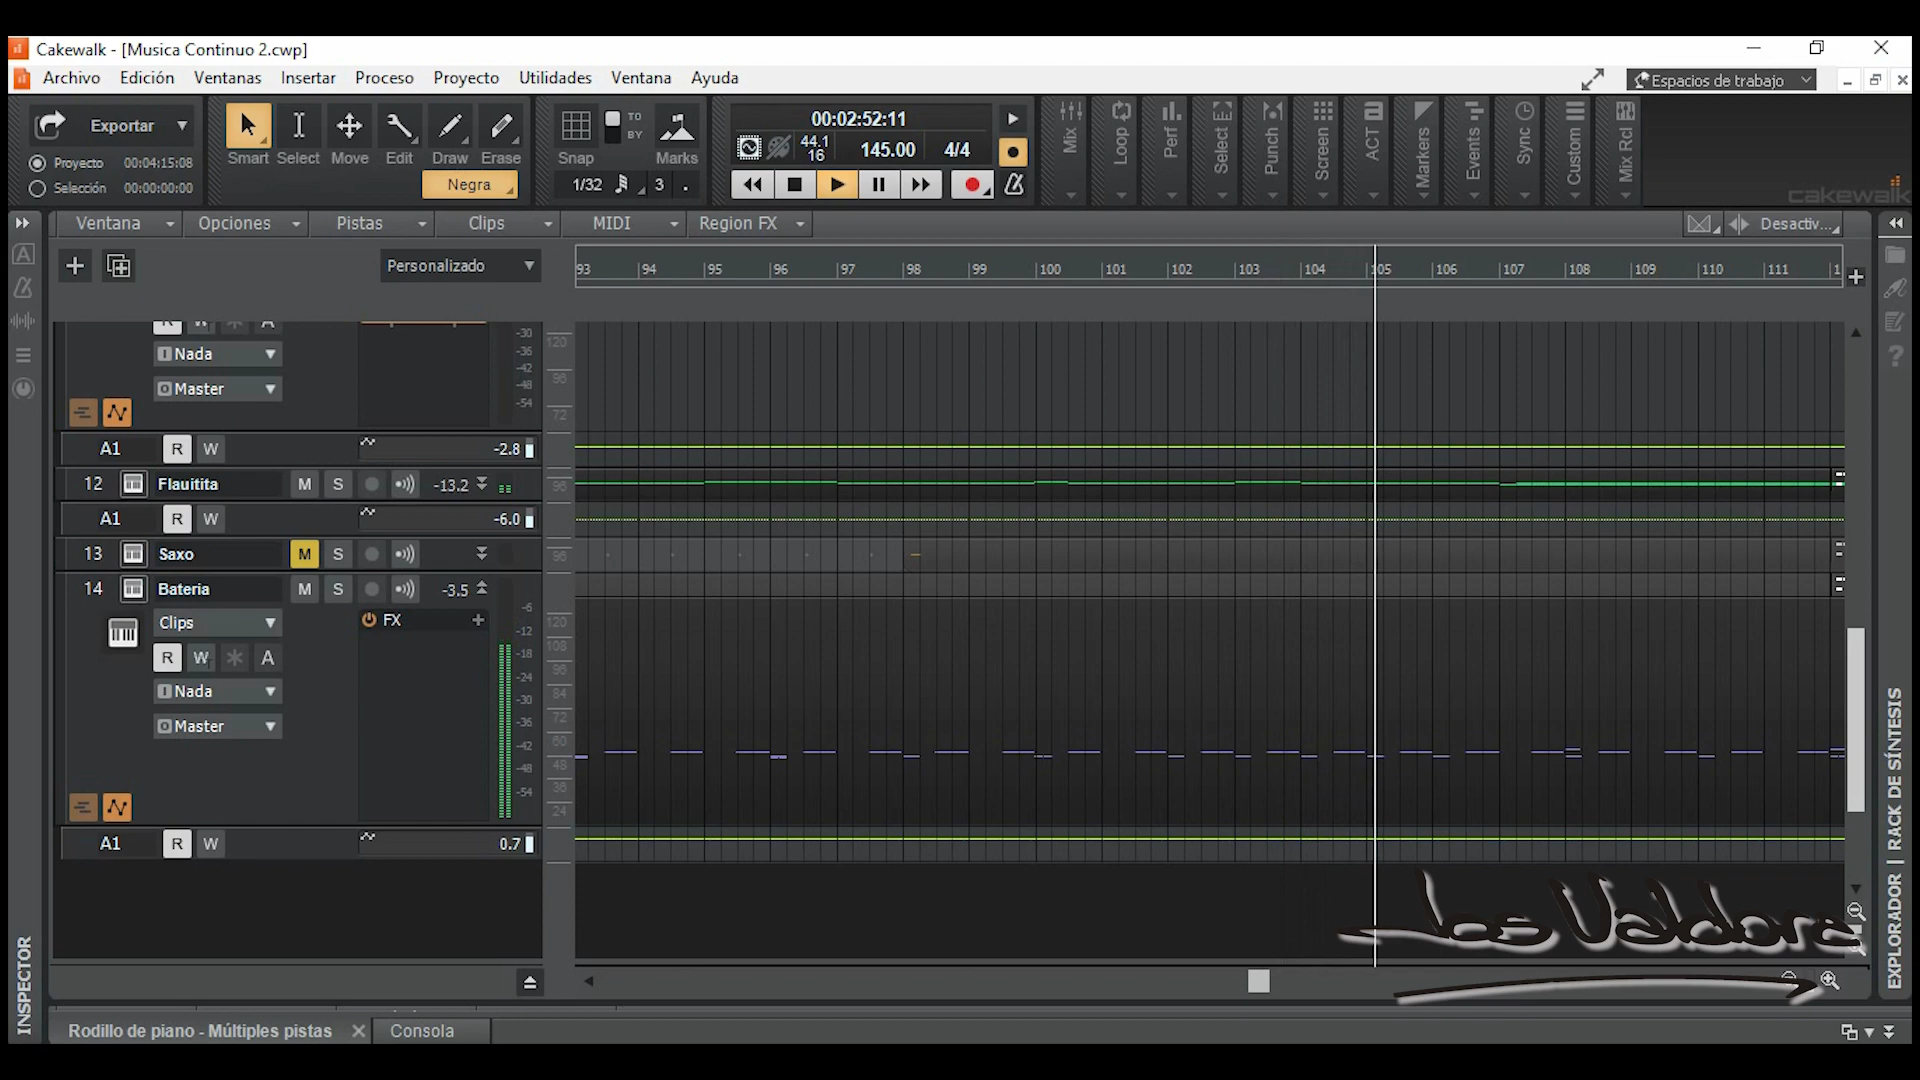 Cakewalk - [Musica Continuo 2.cwp]
Archivo Edición Ventanas Insertar Proceso Proyecto Utilidades Ventana Ayuda
Espacios de trabajo
Exportar
Proyecto 00:04:15:08
Selección 00:00:00:00
Smart Select Move Edit Draw Erase
Negra
Snap TO BY Marks
1/32 3 .
00:02:52:11
44.1
16
145.00 4/4
Mix Loop Perf Select Punch Screen ACT Markers Events Sync Custom Mix Rcl
cakewalk
Ventana Opciones Pistas Clips MIDI Region FX
Desactiv...
Personalizado
93 94 95 96 97 98 99 100 101 102 103 104 105 106 107 108 109 110 111 1
R W A
Nada
Master
-30
-36
-42
-48
-54
120
96
72
A1 R W -2.8
12 Flauitita M S -13.2
96
A1 R W -6.0
13 Saxo M S
96
14 Bateria M S -3.5
Clips
FX
R W A
Nada
Master
-6
-12
-18
-24
-30
-36
-42
-48
-54
120
108
96
84
72
60
48
36
24
A1 R W 0.7
INSPECTOR
EXPLORADOR | RACK DE SÍNTESIS
Jos Valdore
Rodillo de piano - Múltiples pistas
Consola